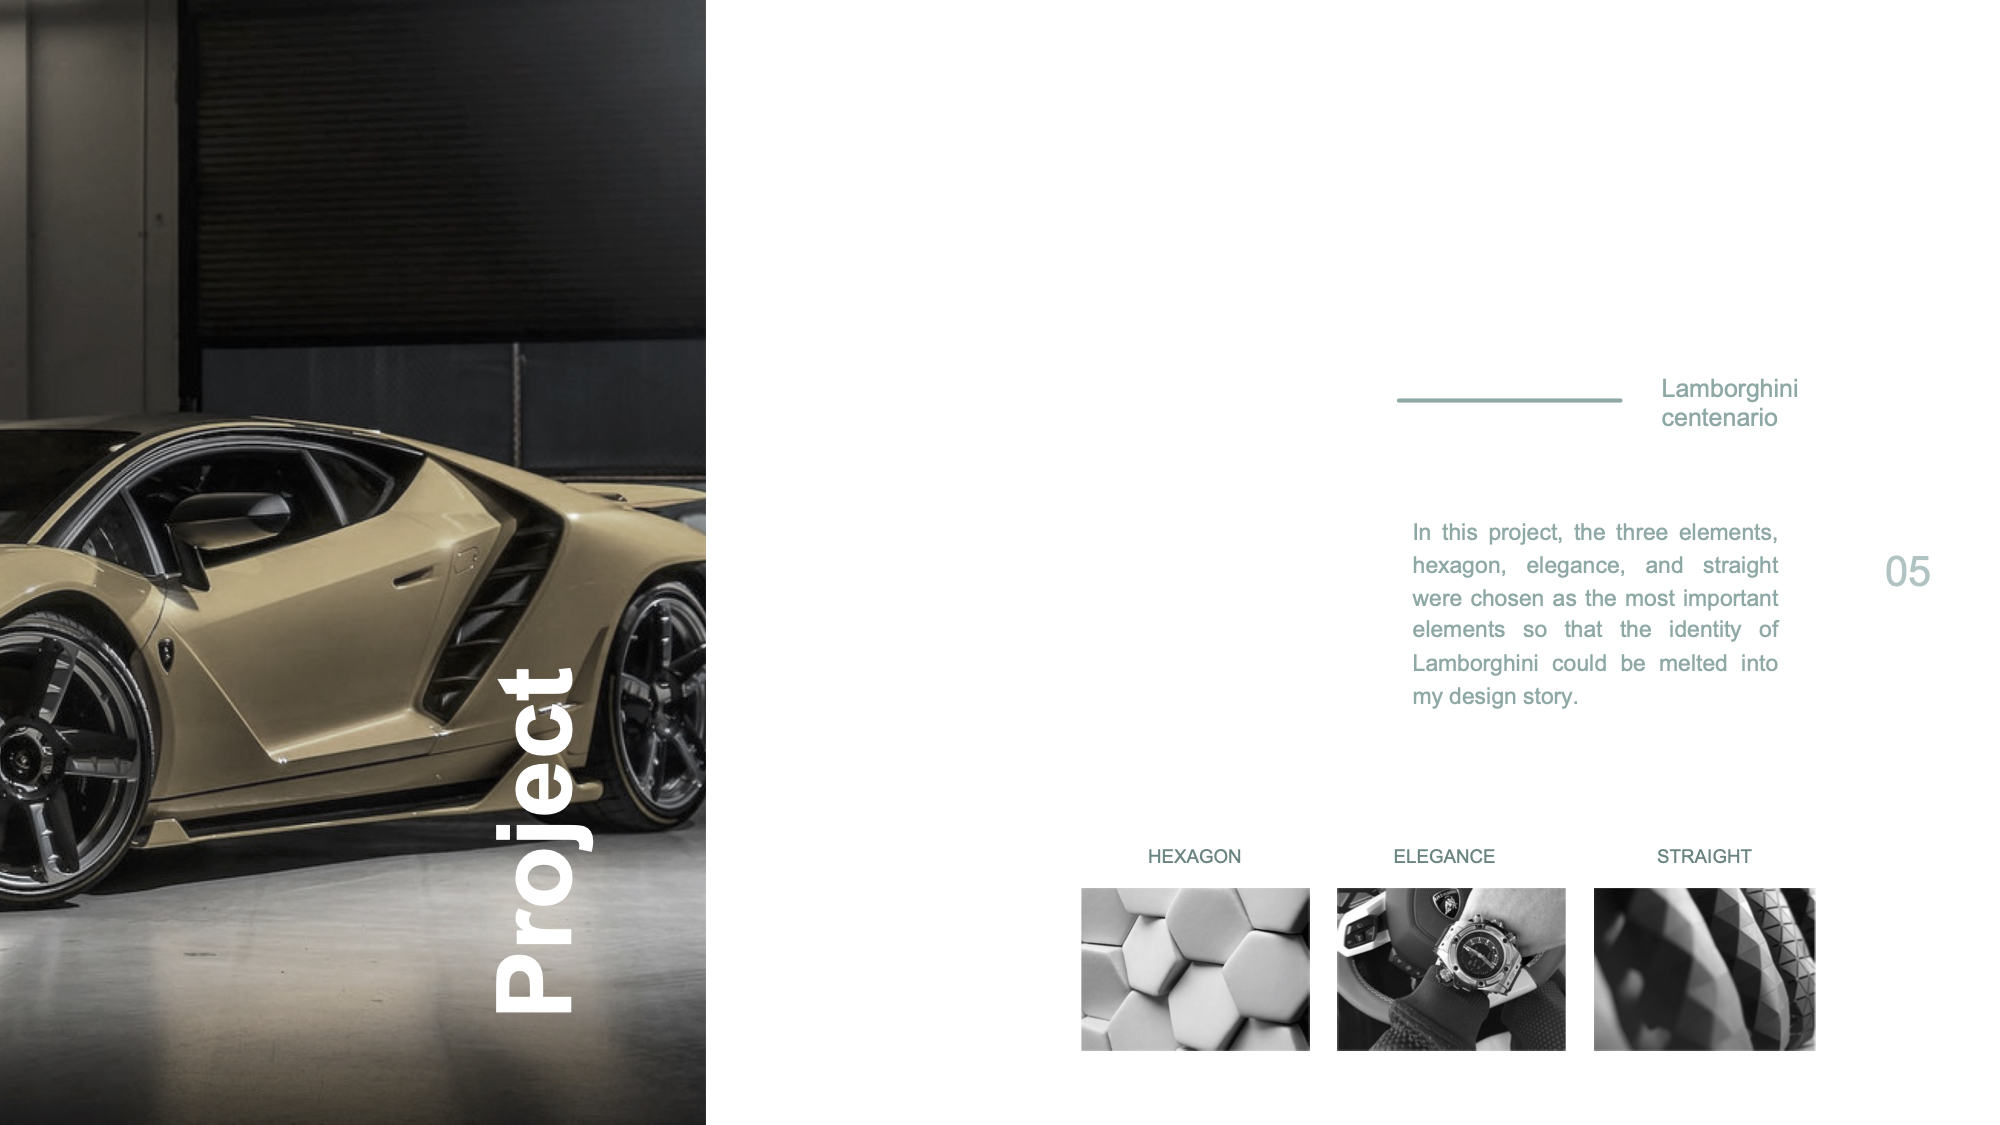 Project
Lamborghini
centenario
In this project, the three elements,
hexagon, elegance, and straight
were chosen as the most important
elements so that the identity of
Lamborghini could be melted into
my design story.
05
HEXAGON
ELEGANCE
STRAIGHT